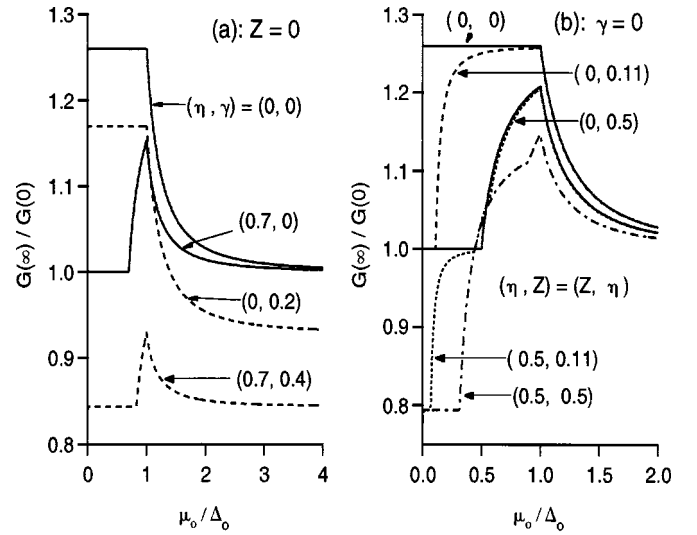 (a): Z = 0
G(∞) / G(0)
1.3
1.2
1.1
1.0
0.9
0.8
(η , γ) = (0, 0)
(0.7, 0)
(0, 0.2)
(0.7, 0.4)
0
1
2
3
4
μₒ / Δₒ
(0, 0)
(b): γ = 0
G(∞) / G(0)
1.3
1.2
1.1
1.0
0.9
0.8
( 0, 0.11)
(0, 0.5)
(η , Z) = (Z, η )
( 0.5, 0.11)
(0.5, 0.5)
0.0
0.5
1.0
1.5
2.0
μₒ / Δₒ